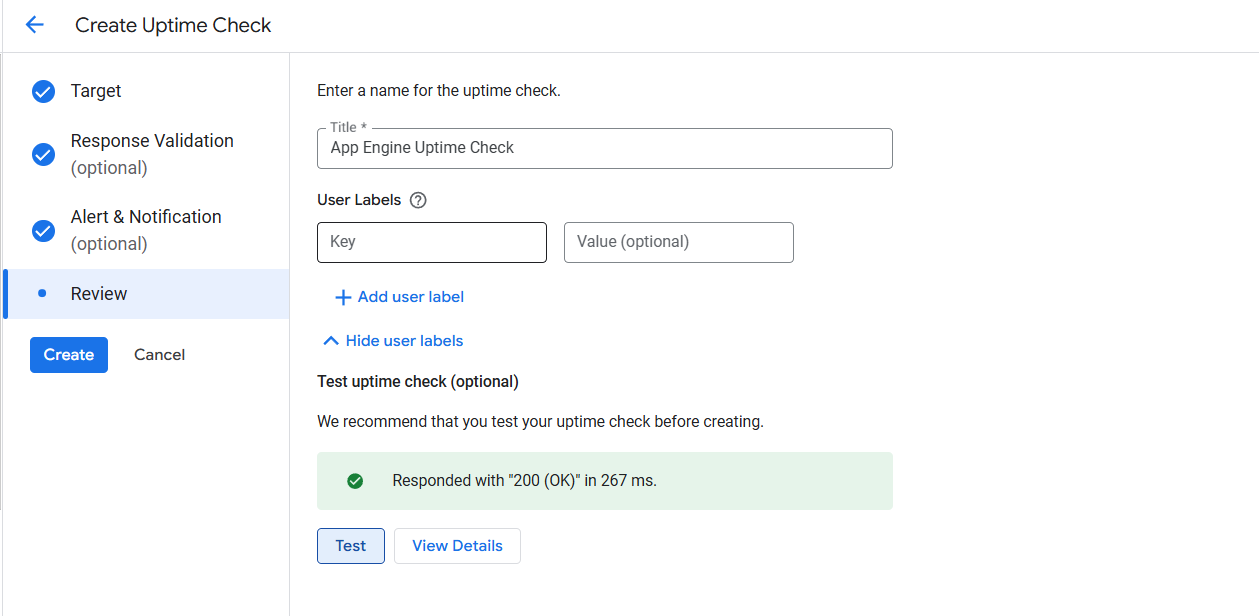 Create Uptime Check
Target
Response Validation
(optional)
Alert & Notification
(optional)
Review
Create
Cancel
Enter a name for the uptime check.
Title *
App Engine Uptime Check
User Labels
Key
Value (optional)
Add user label
Hide user labels
Test uptime check (optional)
We recommend that you test your uptime check before creating.
Responded with "200 (OK)" in 267 ms.
Test
View Details